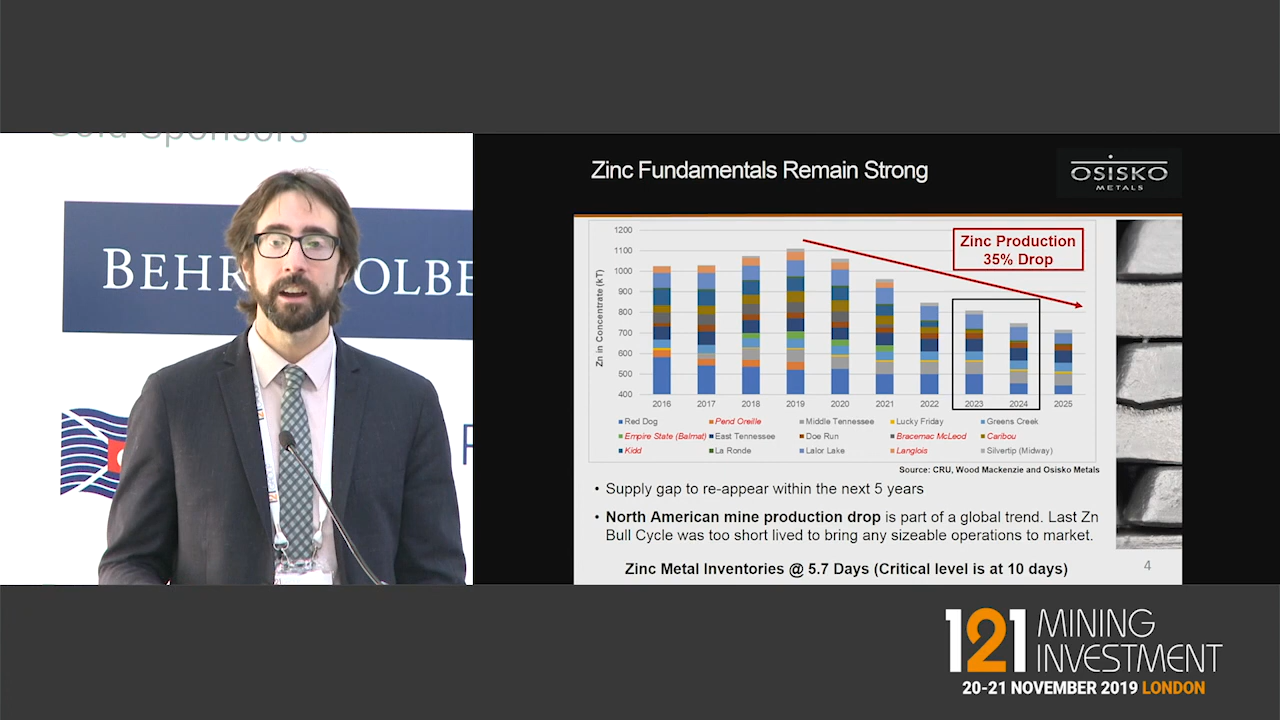 Gold Sponsors
BEHR
OLBE
Zinc Fundamentals Remain Strong
OSISKO
METALS
Zinc Production
35% Drop
Zn in Concentrate (kT)
1200
1100
1000
900
800
700
600
500
400
2016 2017 2018 2019 2020 2021 2022 2023 2024 2025
Red Dog Pend Oreille Middle Tennessee Lucky Friday Greens Creek
Empire State (Balmat) East Tennessee Doe Run Bracemac McLeod Caribou
Kidd La Ronde Lalor Lake Langlois Silvertip (Midway)
Source: CRU, Wood Mackenzie and Osisko Metals
• Supply gap to re-appear within the next 5 years
• North American mine production drop is part of a global trend. Last Zn
Bull Cycle was too short lived to bring any sizeable operations to market.
Zinc Metal Inventories @ 5.7 Days (Critical level is at 10 days)
4
121 MINING
INVESTMENT
20-21 NOVEMBER 2019 LONDON